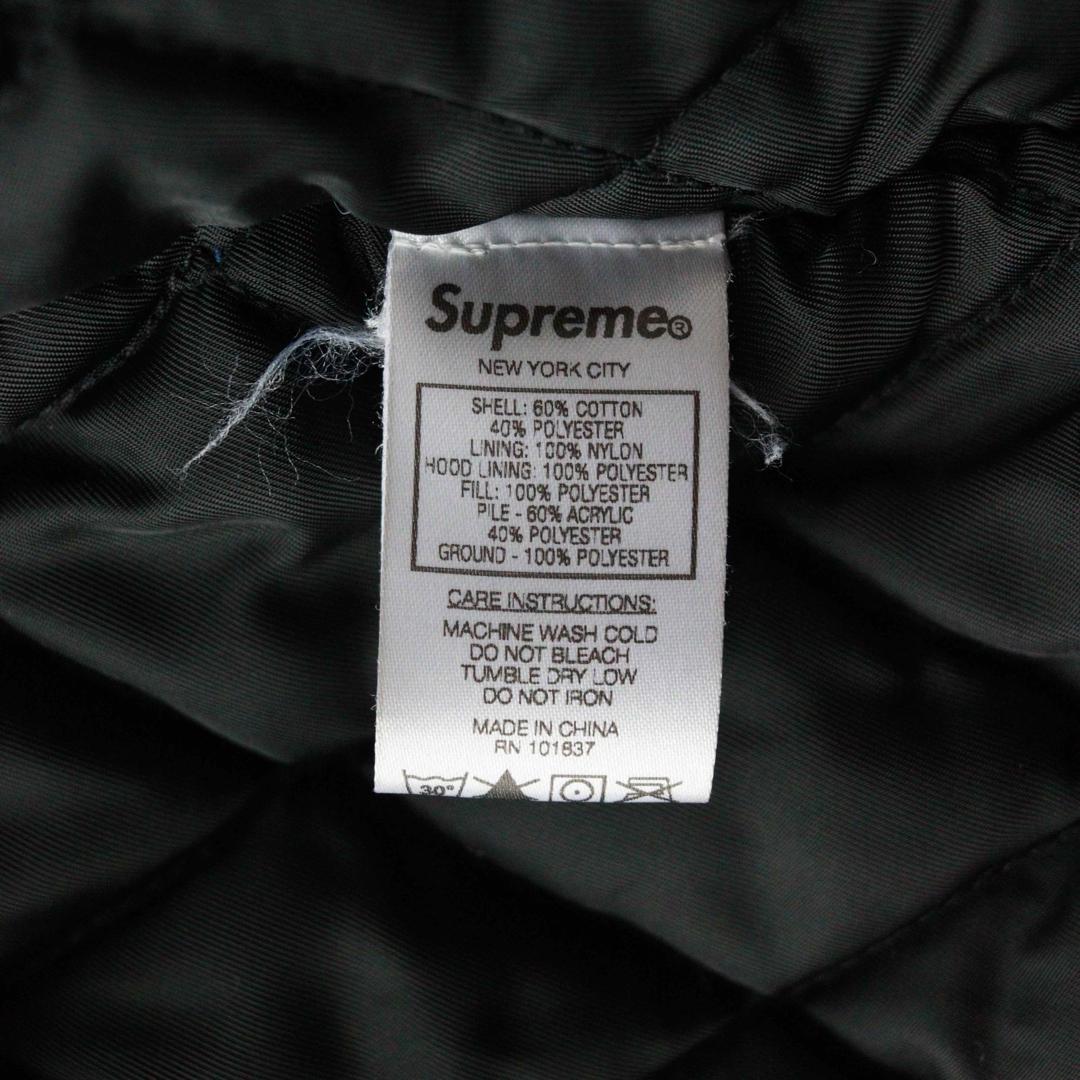 Supreme®
NEW YORK CITY
SHELL: 60% COTTON
40% POLYESTER
LINING: 100% NYLON
HOOD LINING: 100% POLYESTER
FILL: 100% POLYESTER
PILE - 60% ACRYLIC
40% POLYESTER
GROUND - 100% POLYESTER
CARE INSTRUCTIONS:
MACHINE WASH COLD
DO NOT BLEACH
TUMBLE DRY LOW
DO NOT IRON
MADE IN CHINA
RN 101837
30°